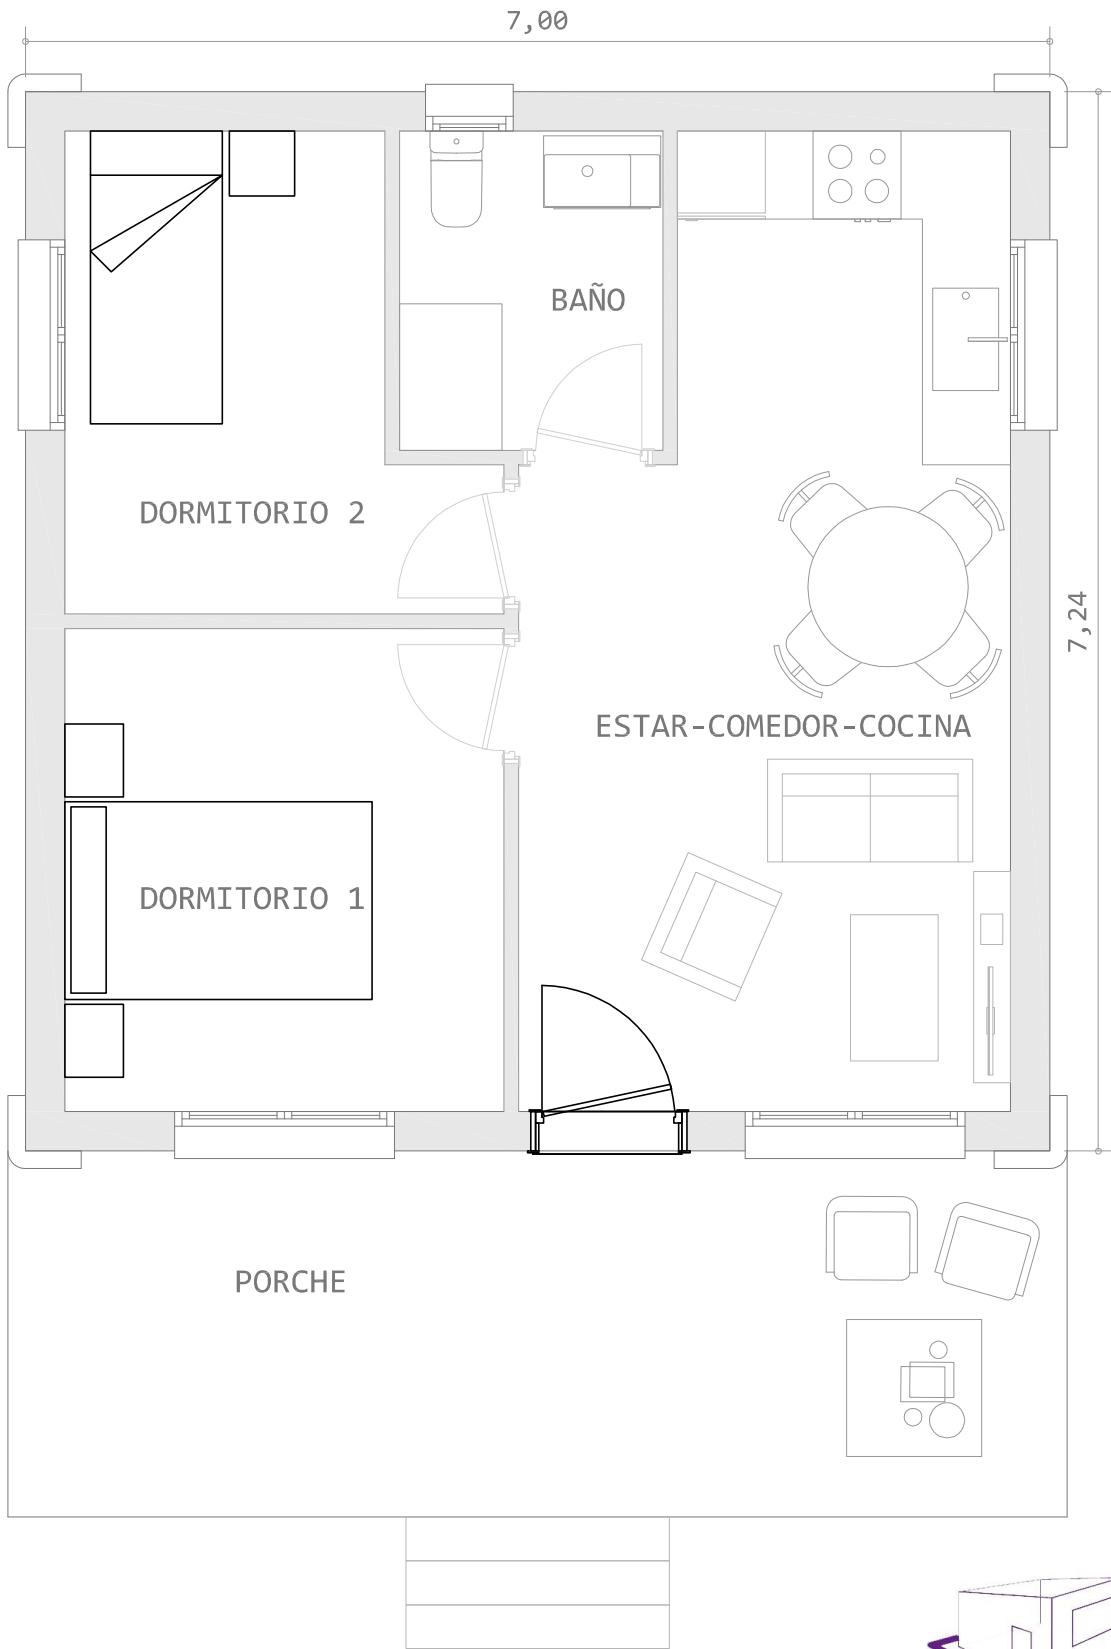 7,00
BAÑO
DORMITORIO 2
7,24
ESTAR-COMEDOR-COCINA
DORMITORIO 1
PORCHE